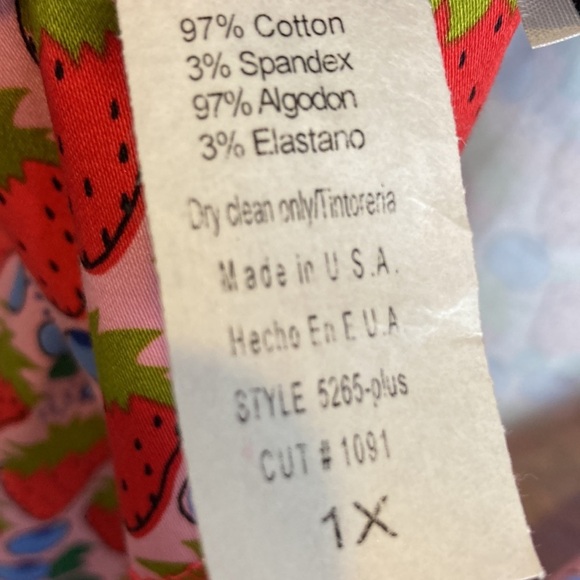 97% Cotton
3% Spandex
97% Algodon
3% Elastano
Dry clean only/Tintoreria
Made in U.S.A.
Hecho En E.U.A
STYLE 5265-plus
CUT # 1091
1X